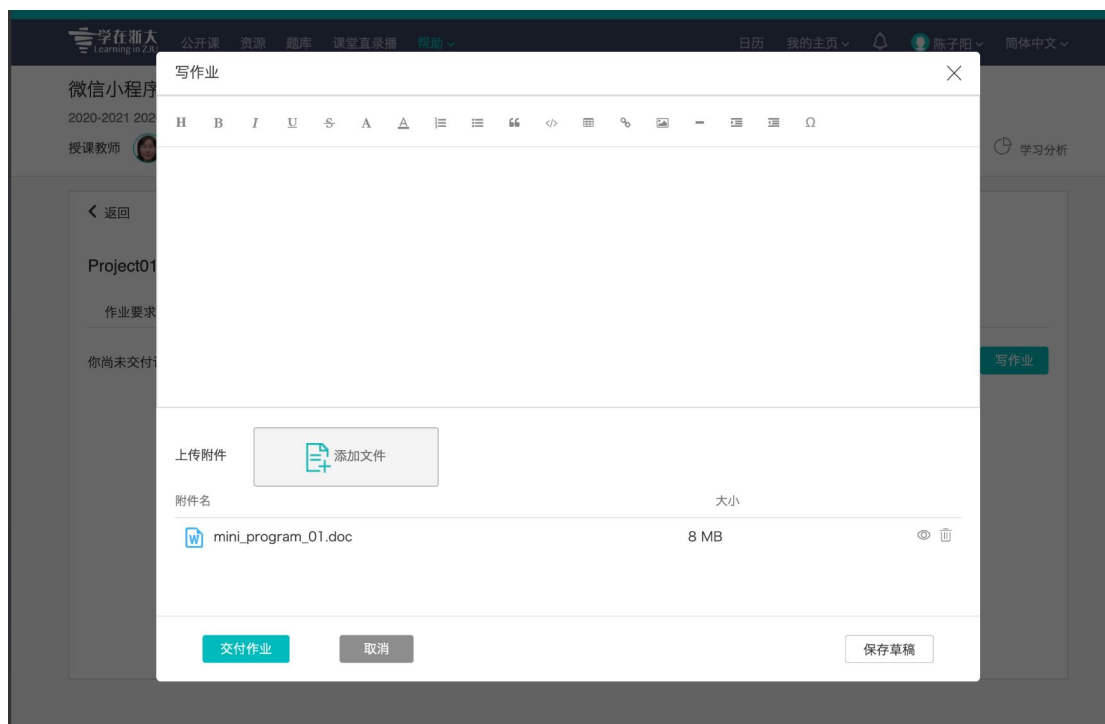 学在浙大
Learning in ZJU
公开课 资源 题库 课堂直录播 帮助
日历 我的主页 陈子阳 简体中文
写作业
微信小程序
2020-2021 202
H B I U S A A
授课教师
学习分析
返回
Project01
作业要求
你尚未交付
写作业
上传附件
添加文件
附件名 大小
mini_program_01.doc 8 MB
交付作业 取消 保存草稿